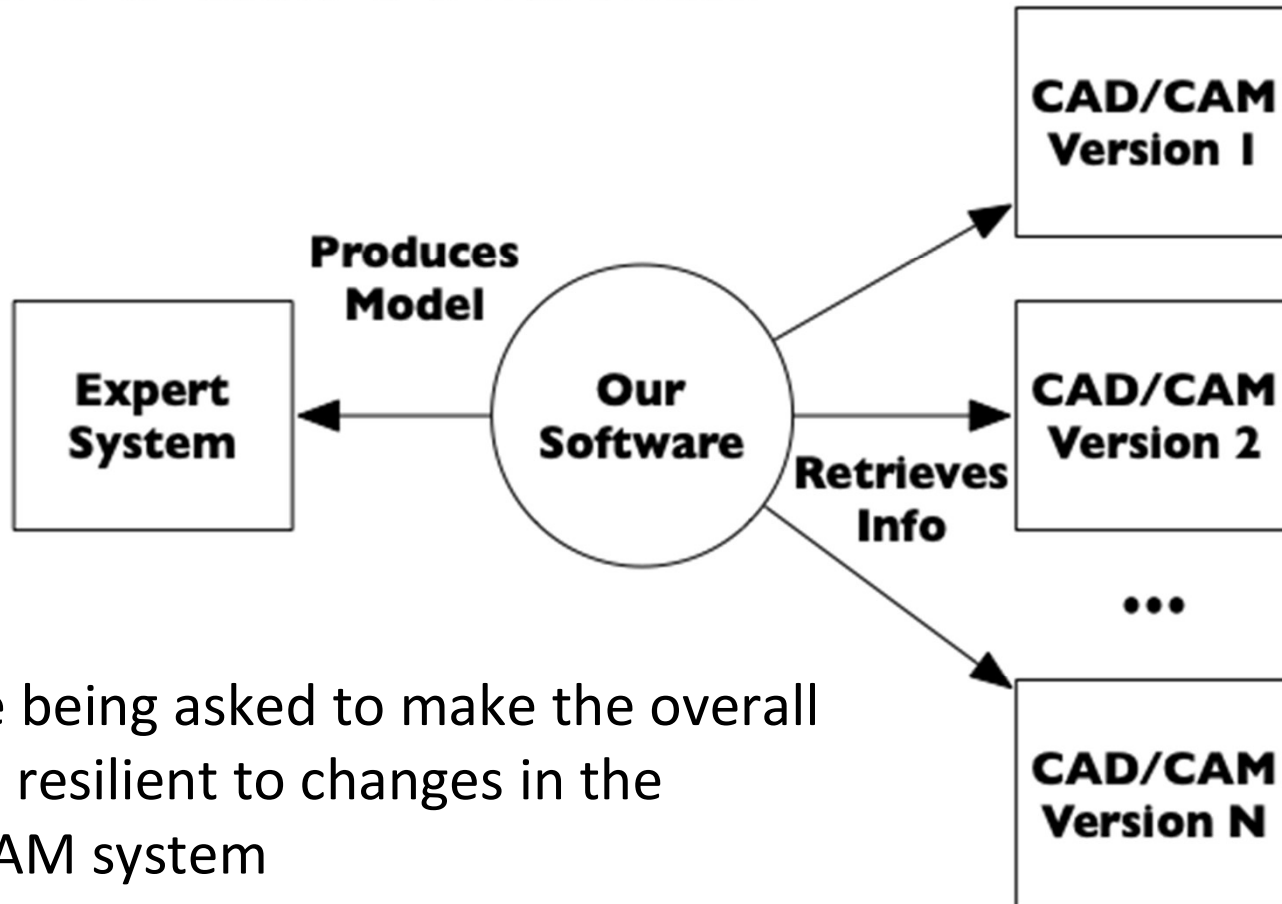 CAD/CAM
Version 1
Produces
Model
Expert
System
Our
Software
CAD/CAM
Version 2
Retrieves
Info
•••
CAD/CAM
Version N
e being asked to make the overall
resilient to changes in the
AM system